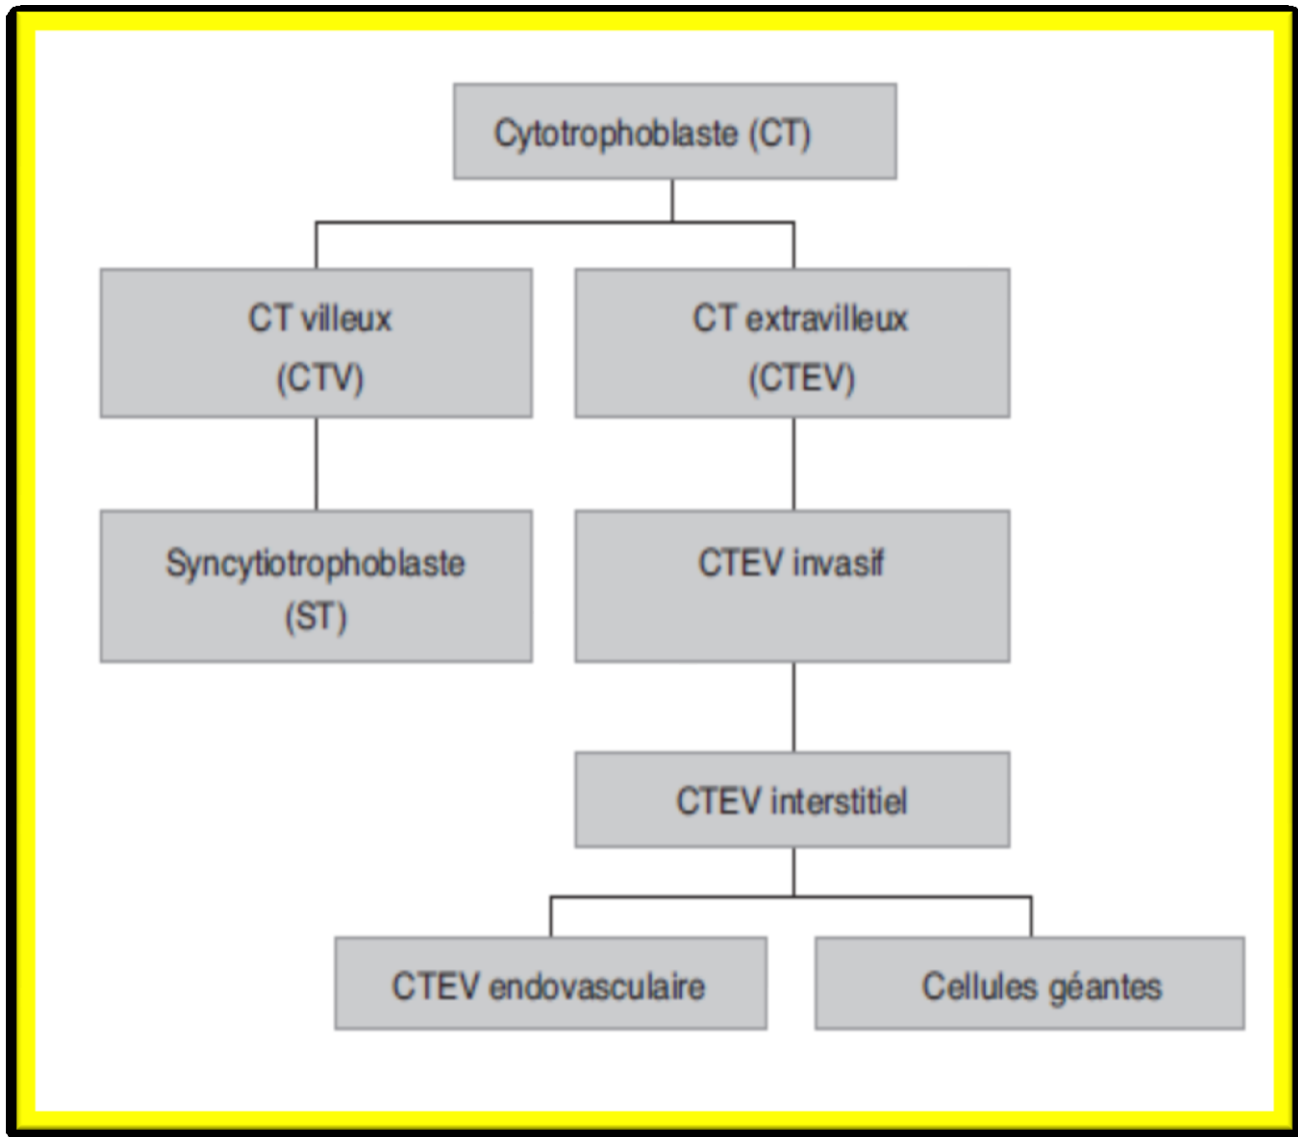 Cytotrophoblaste (CT)
CT villeux
(CTV)
CT extravilleux
(CTEV)
Syncytiotrophoblaste
(ST)
CTEV invasif
CTEV interstitiel
CTEV endovasculaire
Cellules géantes